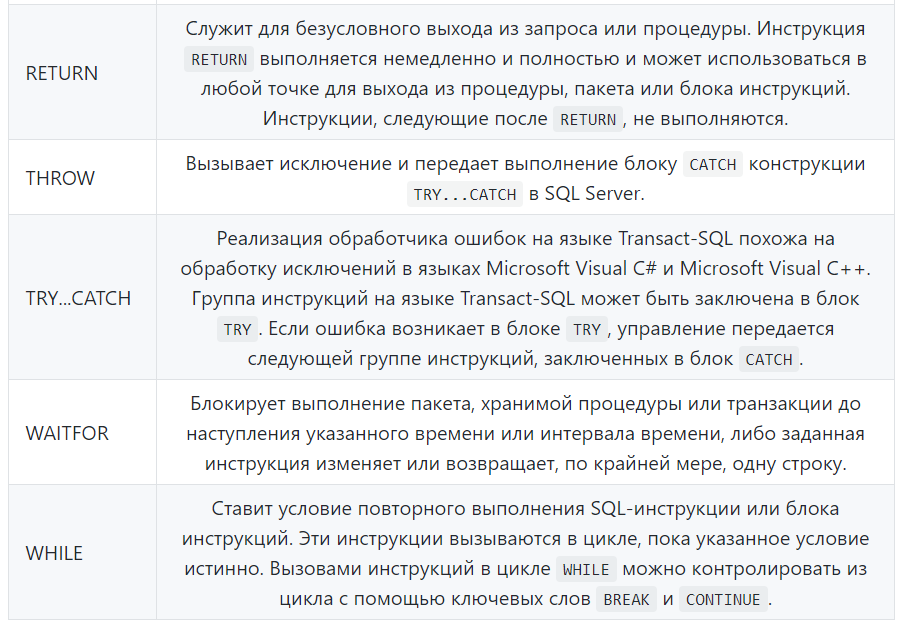 RETURN
Служит для безусловного выхода из запроса или процедуры. Инструкция
RETURN выполняется немедленно и полностью и может использоваться в
любой точке для выхода из процедуры, пакета или блока инструкций.
Инструкции, следующие после RETURN , не выполняются.
THROW
Вызывает исключение и передает выполнение блоку CATCH конструкции
TRY...CATCH в SQL Server.
TRY...CATCH
Реализация обработчика ошибок на языке Transact-SQL похожа на
обработку исключений в языках Microsoft Visual C# и Microsoft Visual C++.
Группа инструкций на языке Transact-SQL может быть заключена в блок
TRY . Если ошибка возникает в блоке TRY , управление передается
следующей группе инструкций, заключенных в блок CATCH .
WAITFOR
Блокирует выполнение пакета, хранимой процедуры или транзакции до
наступления указанного времени или интервала времени, либо заданная
инструкция изменяет или возвращает, по крайней мере, одну строку.
WHILE
Ставит условие повторного выполнения SQL-инструкции или блока
инструкций. Эти инструкции вызываются в цикле, пока указанное условие
истинно. Вызовами инструкций в цикле WHILE можно контролировать из
цикла с помощью ключевых слов BREAK и CONTINUE .